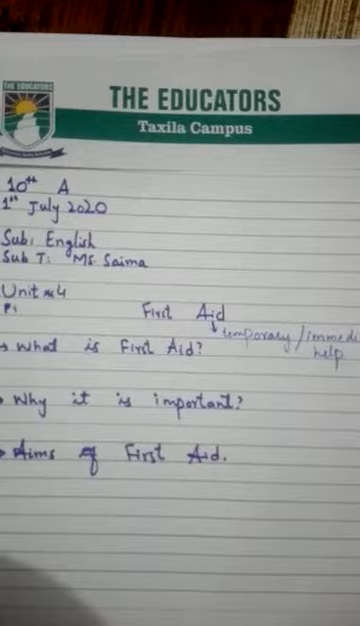 THE EDUCATORS
THE EDUCATORS
Taxila Campus
10th A
1st July 2020
Sub: English
Sub T: Ms. Saima
Unit 4
P1
First Aid
temporary/immedi
help
What is First Aid?
Why it is important?
Aims of First Aid.